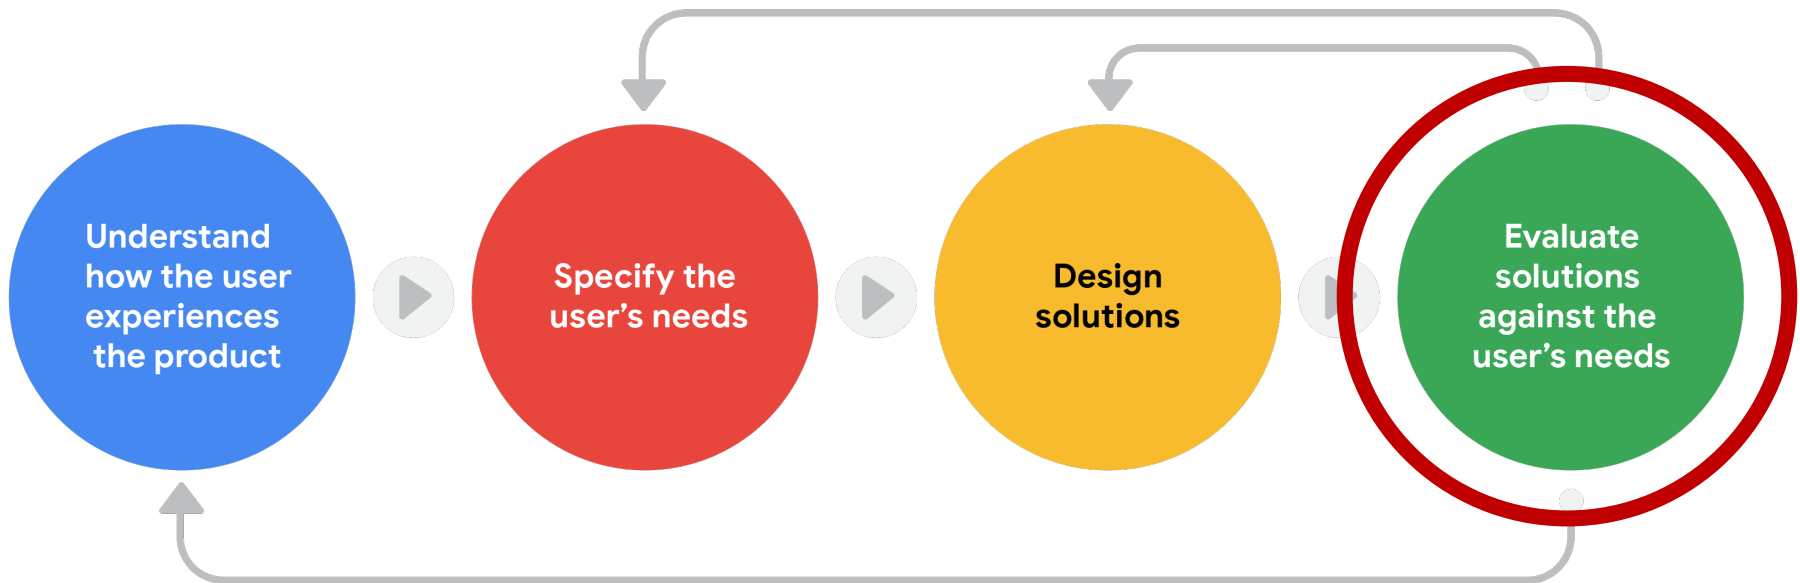 Understand
how the user
experiences
the product
Specify the
user’s needs
Design
solutions
Evaluate
solutions
against the
user’s needs